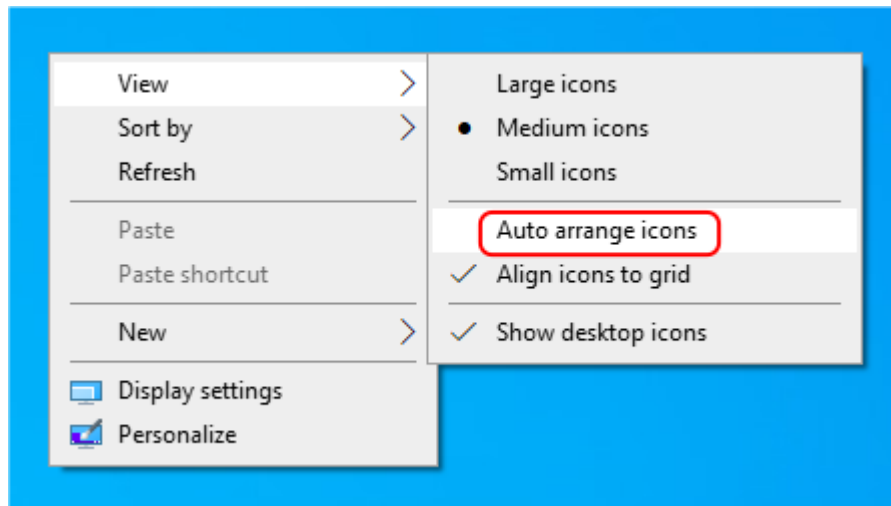 View
Sort by
Refresh
Paste
Paste shortcut
New
Display settings
Personalize
Large icons
Medium icons
Small icons
Auto arrange icons
Align icons to grid
Show desktop icons